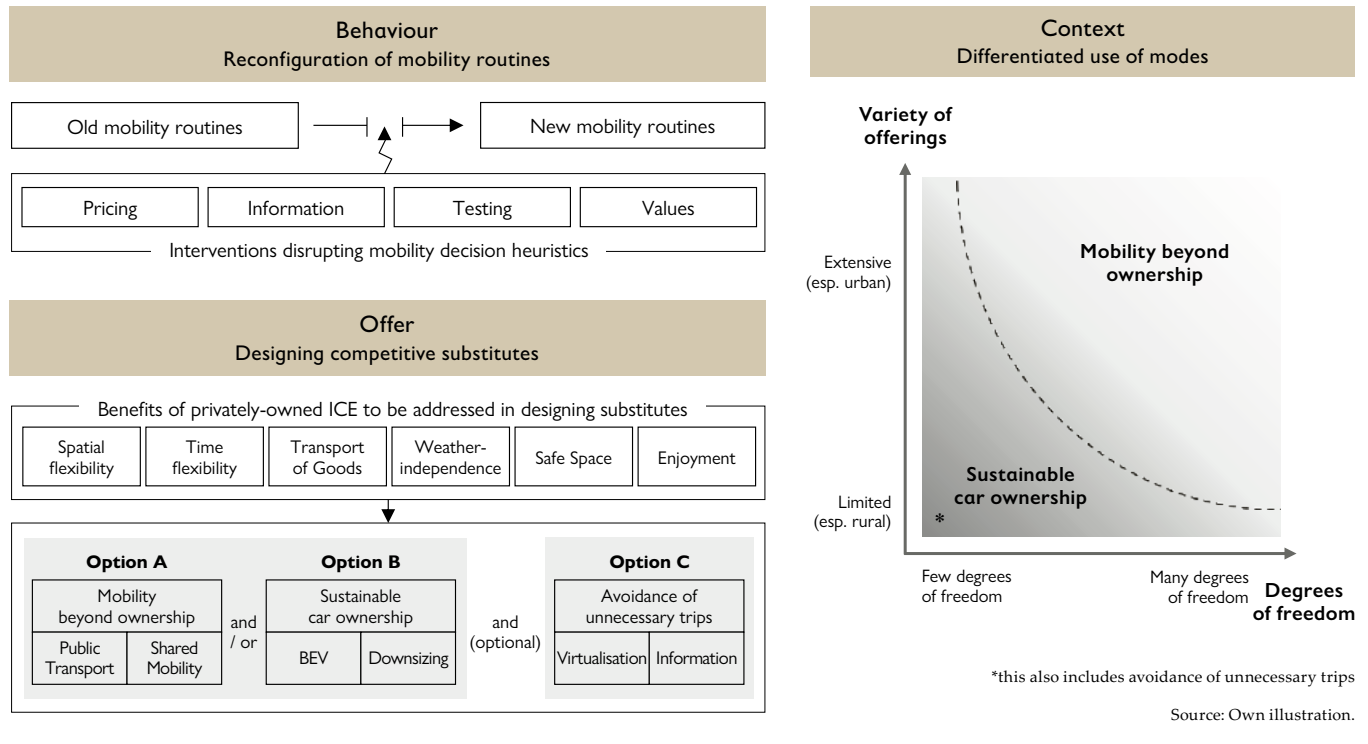 Behaviour
Reconfiguration of mobility routines
Old mobility routines
New mobility routines
Pricing
Information
Testing
Values
Interventions disrupting mobility decision heuristics
Offer
Designing competitive substitutes
Benefits of privately-owned ICE to be addressed in designing substitutes
Spatial
flexibility
Time
flexibility
Transport
of Goods
Weather-
independence
Safe Space
Enjoyment
Option A
Mobility
beyond ownership
Public
Transport
Shared
Mobility
and
/ or
Option B
Sustainable
car ownership
BEV
Downsizing
and
(optional)
Option C
Avoidance of
unnecessary trips
Virtualisation
Information
Context
Differentiated use of modes
Variety of
offerings
Extensive
(esp. urban)
Mobility beyond
ownership
Sustainable
car ownership
Limited
(esp. rural)
*
Few degrees
of freedom
Many degrees
of freedom
Degrees
of freedom
*this also includes avoidance of unnecessary trips
Source: Own illustration.